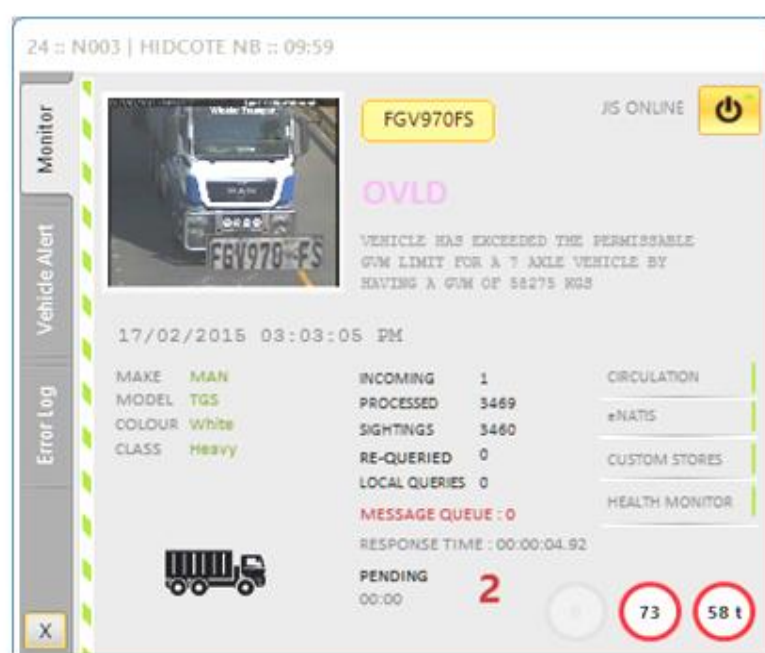 24 :: N003 | HIDCOTE NB :: 09:59
Monitor
Vehicle Alert
Error Log
X
MAN
FGV970-FS
FGV970FS
JIS ONLINE
OVLD
VEHICLE HAS EXCEEDED THE PERMISSABLE
GVM LIMIT FOR A 7 AXLE VEHICLE BY
HAVING A GVM OF 58275 KGS
17/02/2015 03:03:05 PM
MAKE MAN
MODEL TGS
COLOUR White
CLASS Heavy
INCOMING 1
PROCESSED 3469
SIGHTINGS 3460
RE-QUERIED 0
LOCAL QUERIES 0
MESSAGE QUEUE : 0
RESPONSE TIME : 00:00:04.92
PENDING 2
00:00
CIRCULATION
eNATIS
CUSTOM STORES
HEALTH MONITOR
73
58 t